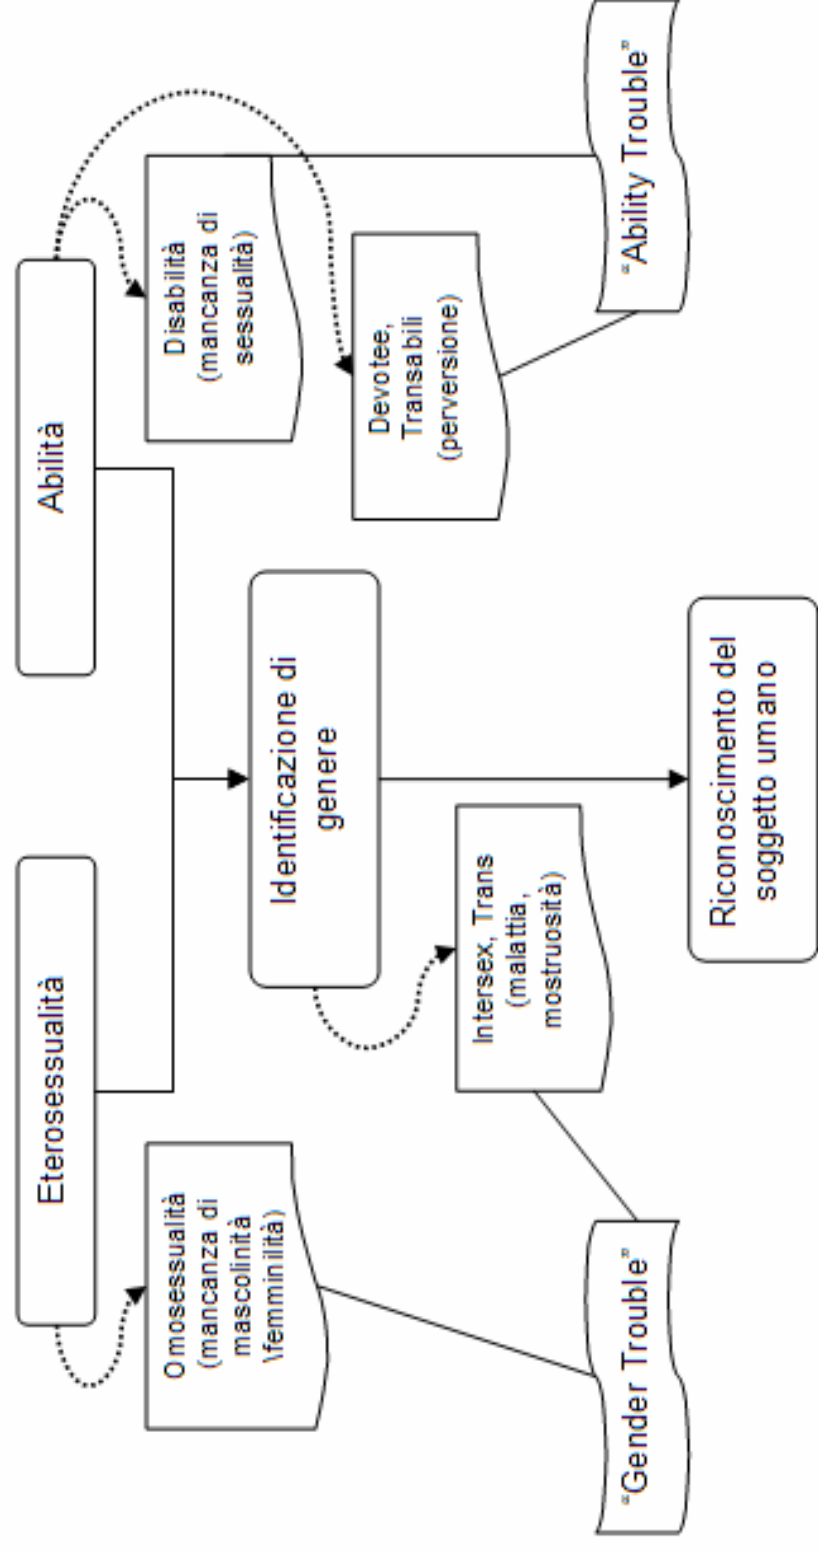 Eterosessualità
Abilità
Omosessualità
(mancanza di
mascolinità
\femminilità)
Disabilità
(mancanza di
sessualità)
Identificazione di
genere
Devotee,
Transabili
(perversione)
Intersex, Trans
(malattia,
mostruosità)
“Gender Trouble”
“Ability Trouble”
Riconoscimento del
soggetto umano